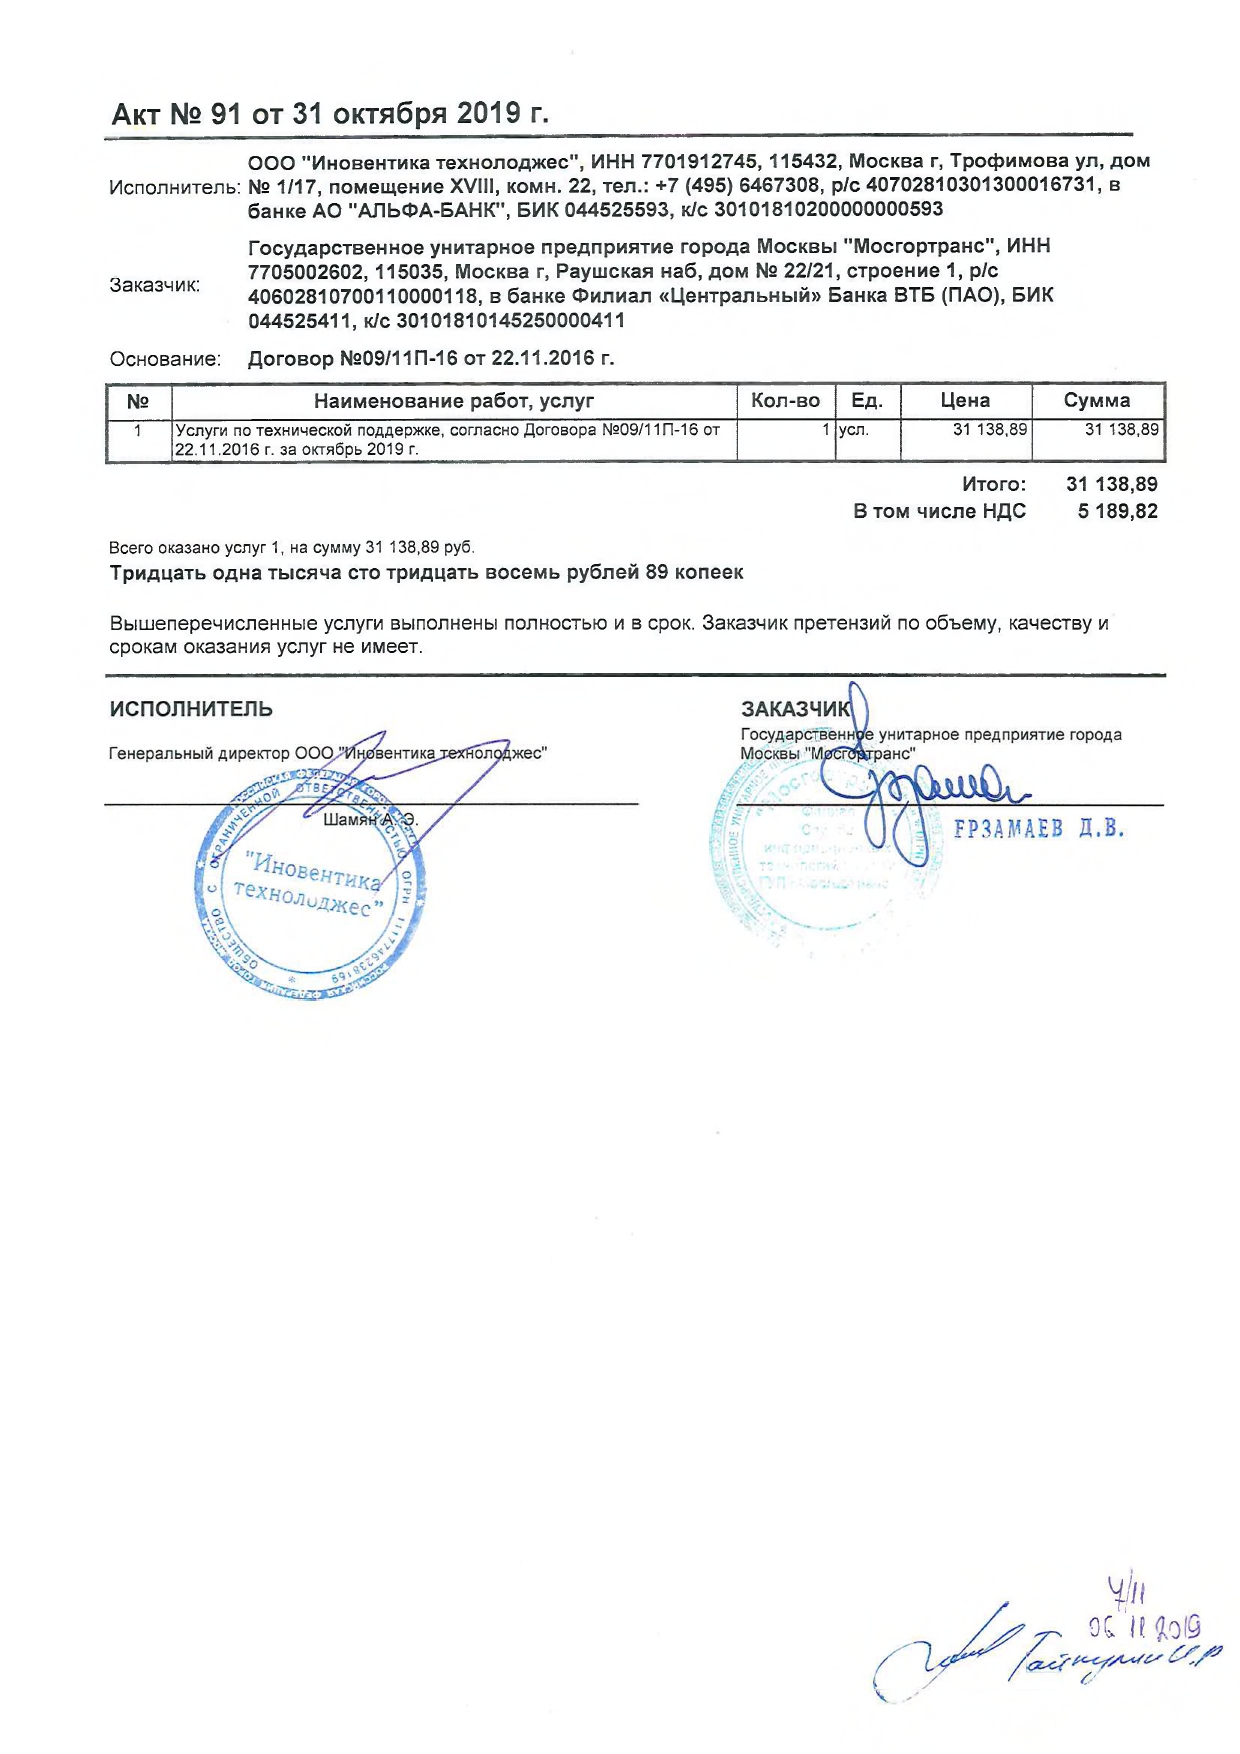 Акт № 91 от 31 октября 2019 г.
ООО "Иновентика технолоджес", ИНН 7701912745, 115432, Москва г, Трофимова ул, дом
Исполнитель: № 1/17, помещение XVIII, комн. 22, тел.: +7 (495) 6467308, р/с 40702810301300016731, в
банке АО "АЛЬФА-БАНК", БИК 044525593, к/с 30101810200000000593
Государственное унитарное предприятие города Москвы "Мосгортранс", ИНН
7705002602, 115035, Москва г, Раушская наб, дом № 22/21, строение 1, р/с
Заказчик:
40602810700110000118, в банке Филиал «Центральный» Банка ВТБ (ПАО), БИК
044525411, к/с 30101810145250000411
Основание: Договор №09/11П-16 от 22.11.2016 г.
№ Наименование работ, услуг Кол-во Ед. Цена Сумма
1 Услуги по технической поддержке, согласно Договора №09/11П-16 от 1 усл. 31 138,89 31 138,89
22.11.2016 г. за октябрь 2019 г.
Итого: 31 138,89
В том числе НДС 5 189,82
Всего оказано услуг 1, на сумму 31 138,89 руб.
Тридцать одна тысяча сто тридцать восемь рублей 89 копеек
Вышеперечисленные услуги выполнены полностью и в срок. Заказчик претензий по объему, качеству и
срокам оказания услуг не имеет.
ИСПОЛНИТЕЛЬ ЗАКАЗЧИК
Государственное унитарное предприятие города
Генеральный директор ООО "Иновентика технолоджес" Москвы "Мосгортранс"
Шамян А. Э.
ЕРЗАМАЕВ Д.В.
ОБЩЕСТВО С ОГРАНИЧЕННОЙ ОТВЕТСТВЕННОСТЬЮ ОГРН 1117746238169
"Иновентика
технолоджес"
"Мосгортранс"
06 11 2019